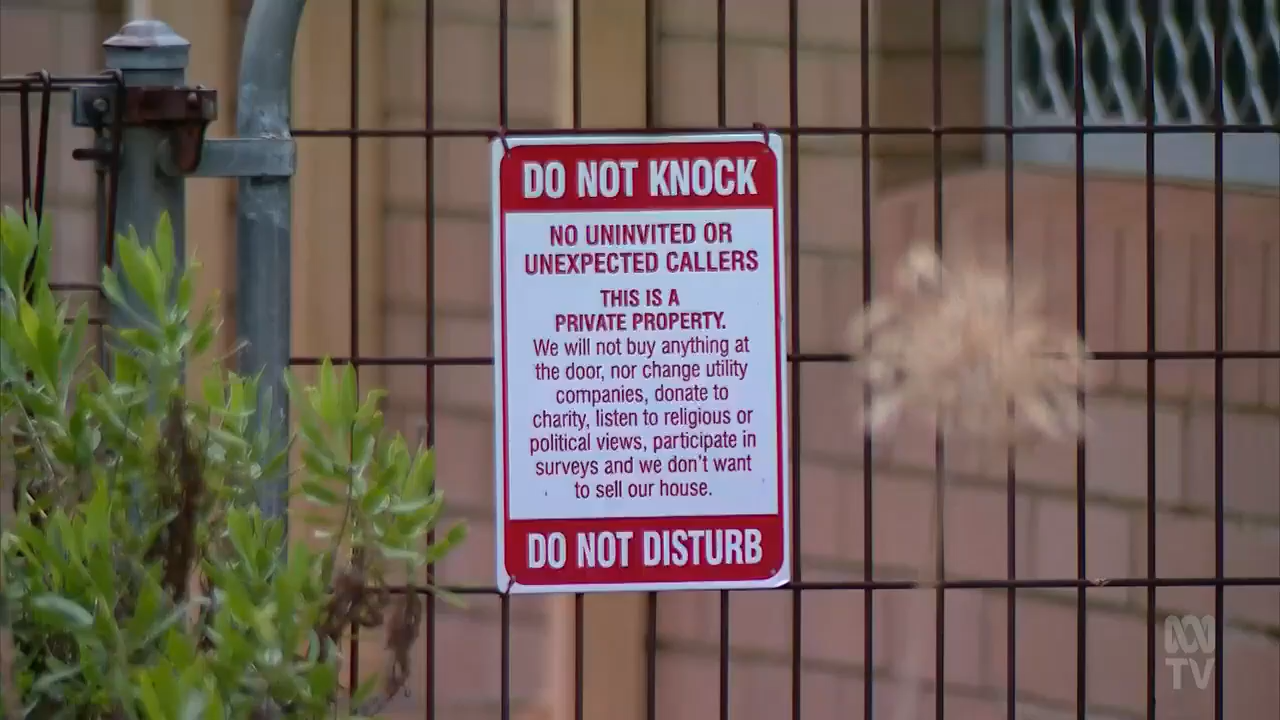 DO NOT KNOCK
NO UNINVITED OR
UNEXPECTED CALLERS
THIS IS A
PRIVATE PROPERTY.
We will not buy anything at
the door, nor change utility
companies, donate to
charity, listen to religious or
political views, participate in
surveys and we don't want
to sell our house.
DO NOT DISTURB
TV